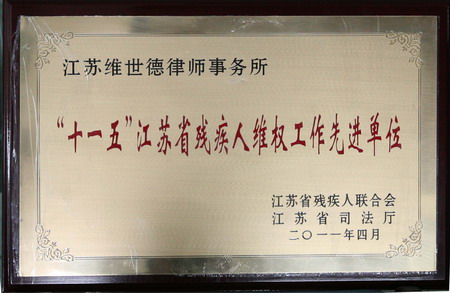 江苏维世德律师事务所
“十一五”江苏省残疾人维权工作先进单位
江苏省残疾人联合会
江苏省司法厅
二〇一一年四月